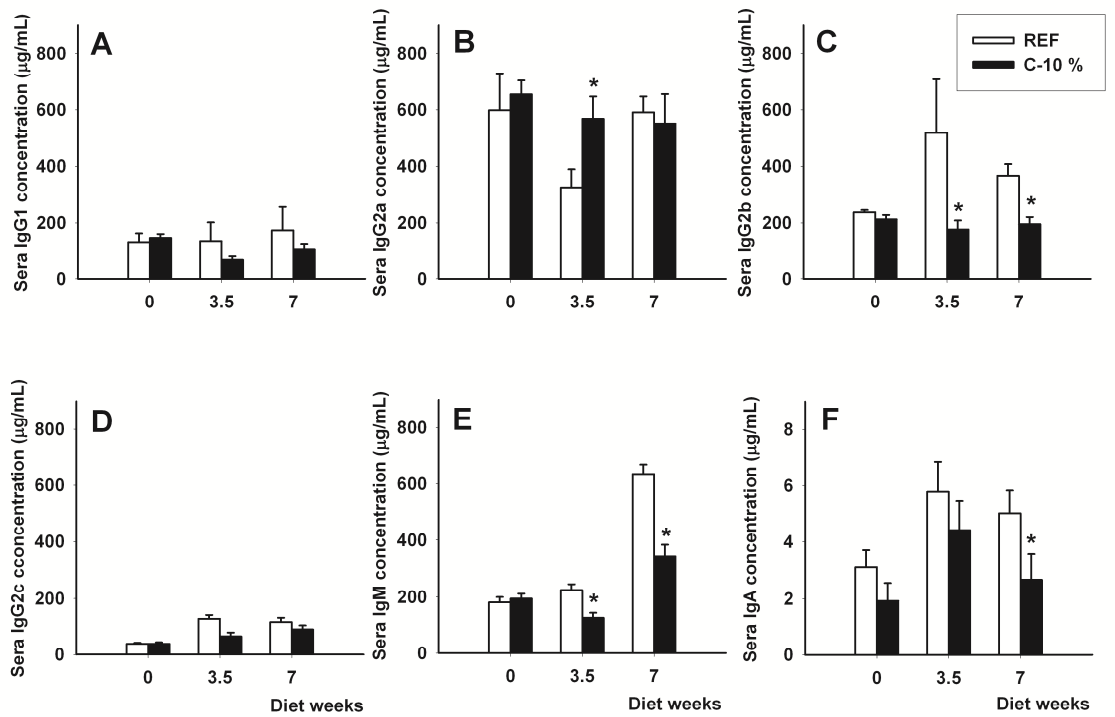 A
Sera IgG1 concentration (µg/mL)
800
600
400
200
0
0 3.5 7
B
Sera IgG2a concentration (µg/mL)
800
600
400
200
0
0 3.5 7
*
C
Sera IgG2b concentration (µg/mL)
800
600
400
200
0
0 3.5 7
* *
REF
C-10 %
D
Sera IgG2c cconcentration (µg/mL)
800
600
400
200
0
0 3.5 7
Diet weeks
E
Sera IgM concentration (µg/mL)
800
600
400
200
0
0 3.5 7
* *
Diet weeks
F
Sera IgA concentration (µg/mL)
8
6
4
2
0
0 3.5 7
*
Diet weeks